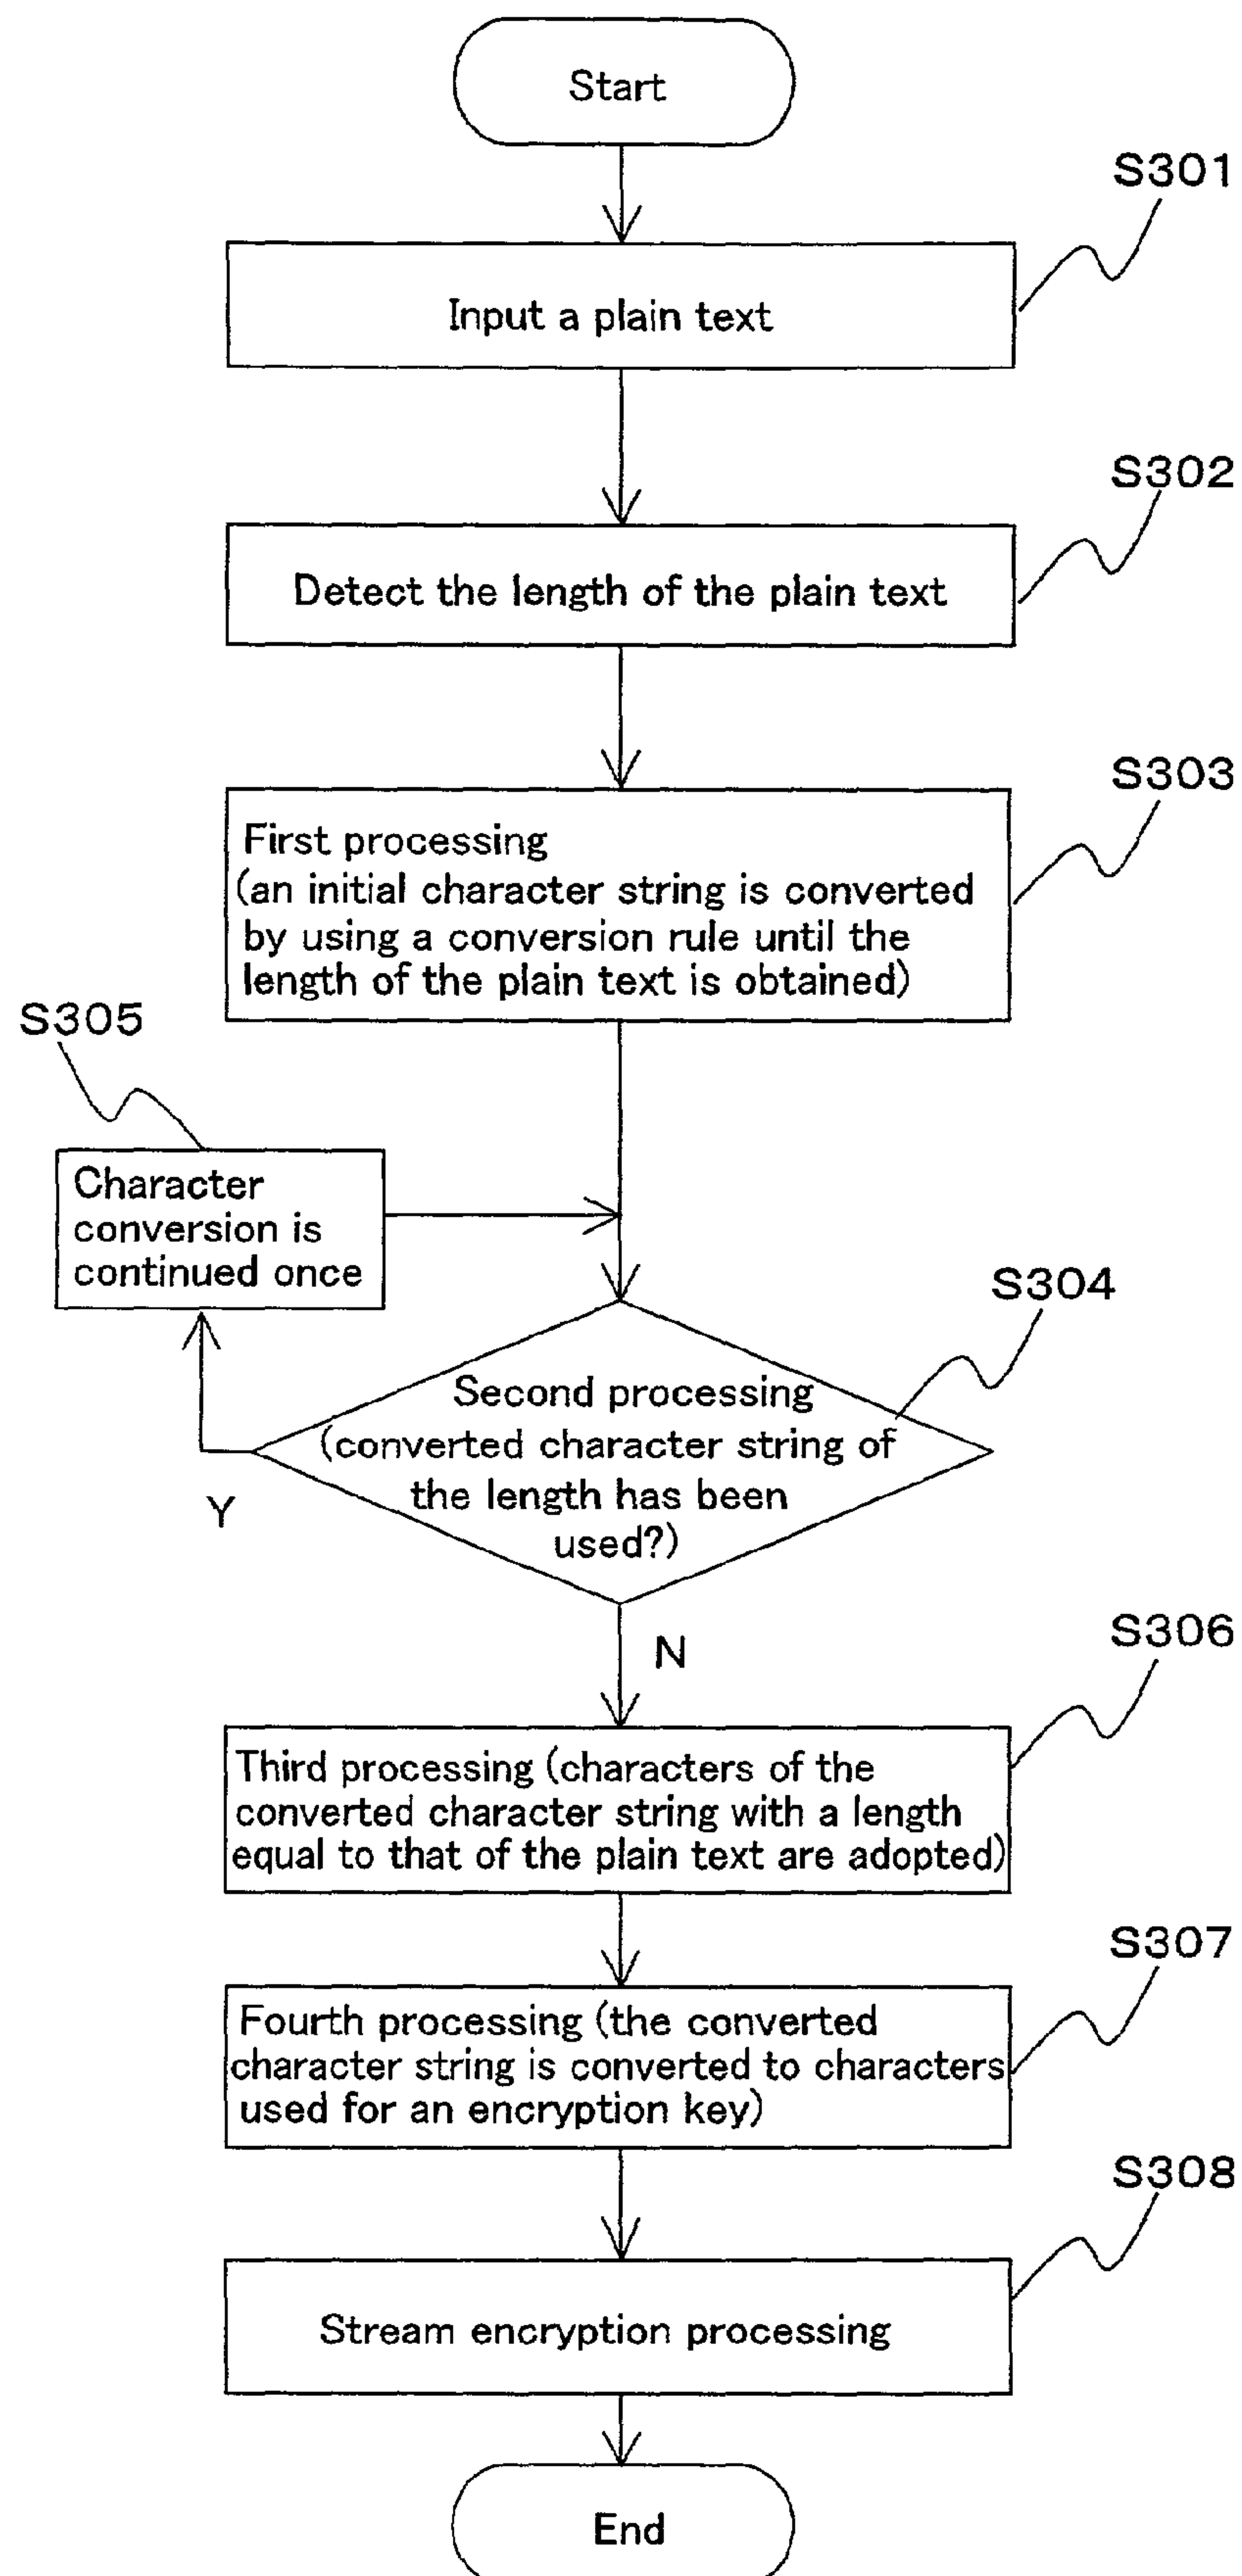 Start
S301
Input a plain text
S302
Detect the length of the plain text
S303
First processing
(an initial character string is converted
by using a conversion rule until the
length of the plain text is obtained)
S305
Character
conversion is
continued once
S304
Second processing
(converted character string of
the length has been
used?)
Y
N
S306
Third processing (characters of the
converted character string with a length
equal to that of the plain text are adopted)
S307
Fourth processing (the converted
character string is converted to characters
used for an encryption key)
S308
Stream encryption processing
End